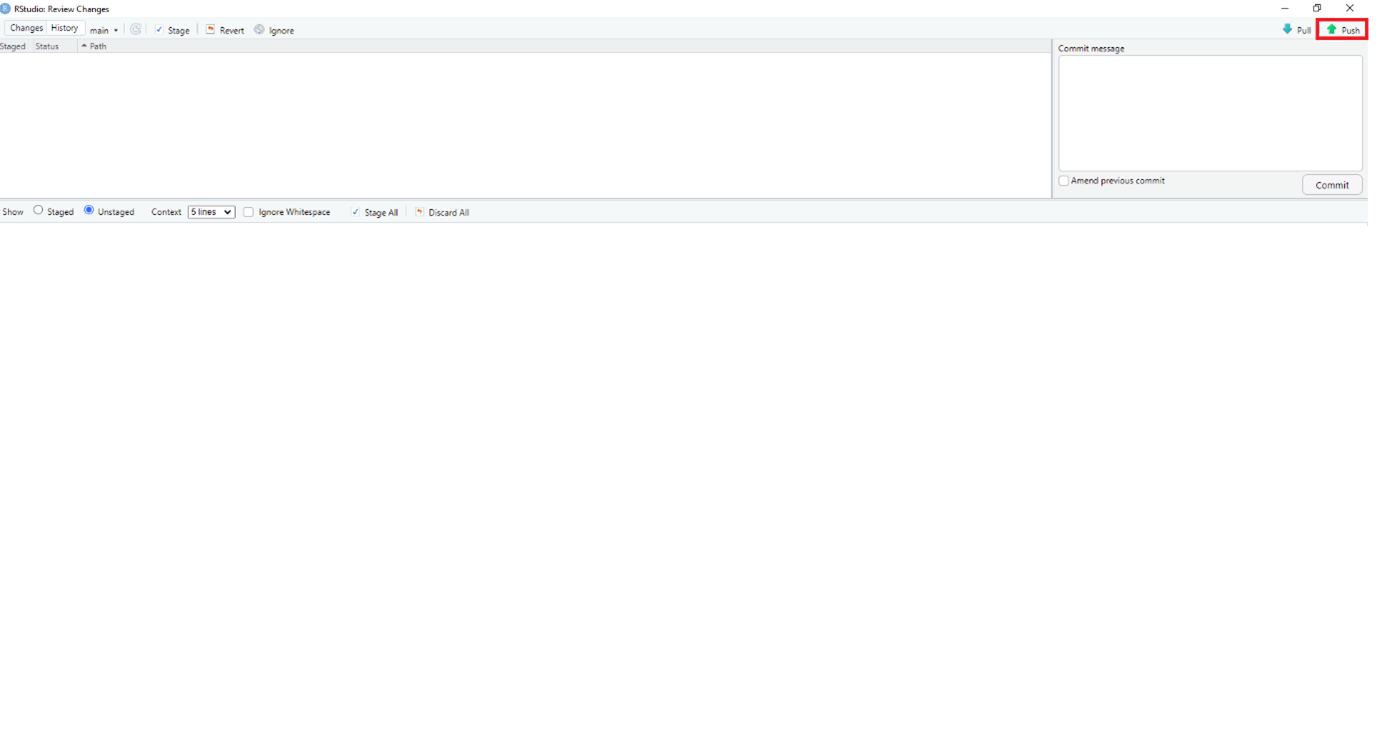 RStudio: Review Changes
Changes History main Stage Revert Ignore Pull Push
Staged Status Path
Commit message
Amend previous commit
Commit
Show Staged Unstaged Context 5 lines Ignore Whitespace Stage All Discard All